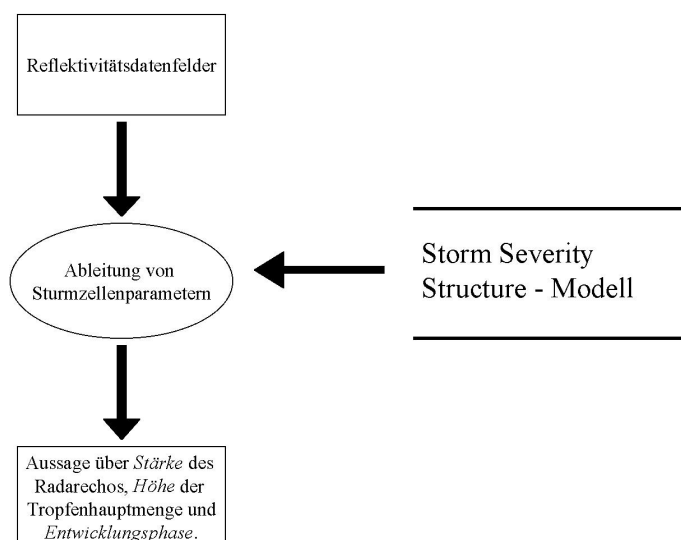 Reflektivitätsdatenfelder
Ableitung von
Sturmzellenparametern
Storm Severity
Structure - Modell
Aussage über Stärke des
Radarechos, Höhe der
Tropfenhauptmenge und
Entwicklungsphase.